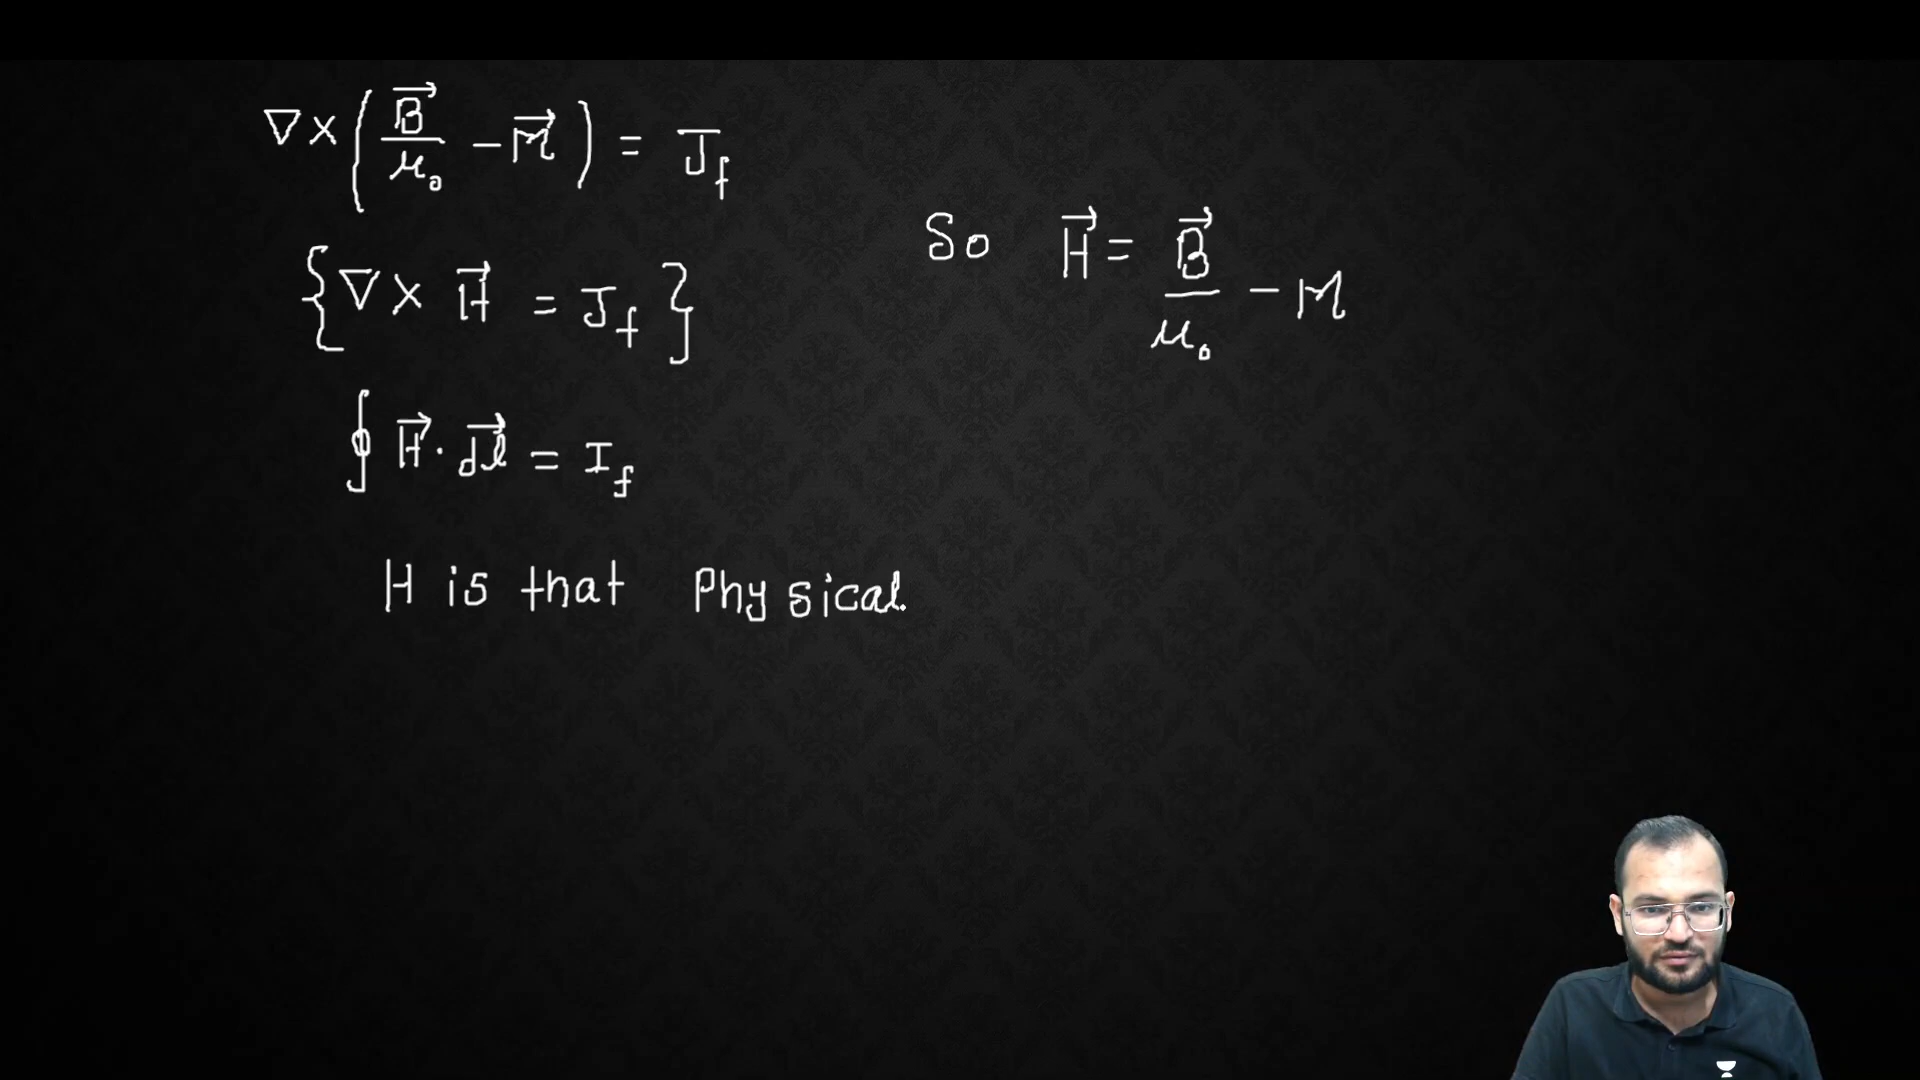 ∇×(B⃗/μ₀ − M⃗) = J_f
So H⃗ = B⃗/μ₀ − M
{∇× H⃗ = J_f}
∮ H⃗·dl⃗ = I_f
H is that Physical